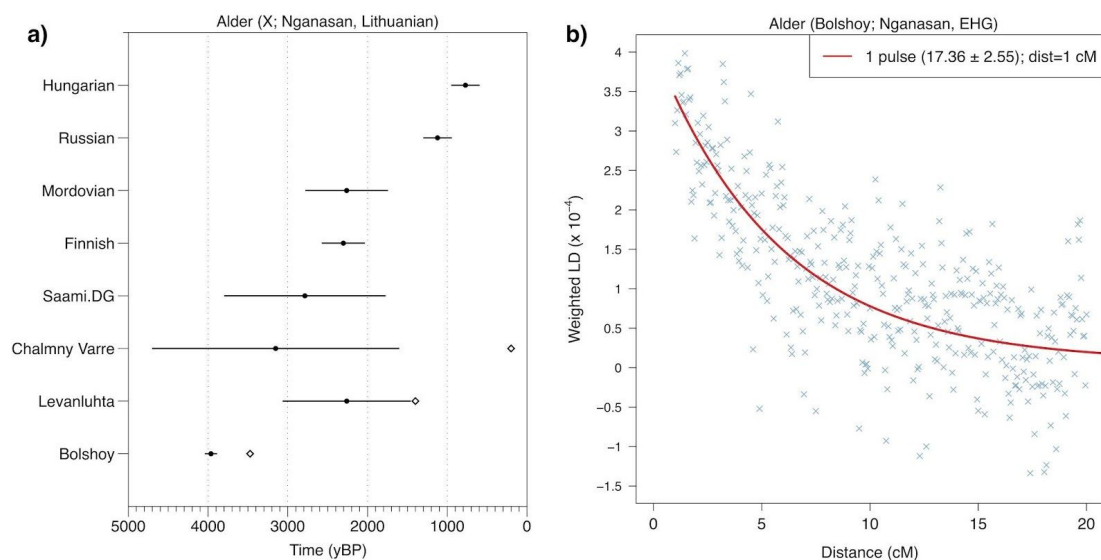 a)
Alder (X; Nganasan, Lithuanian)
Hungarian
Russian
Mordovian
Finnish
Saami.DG
Chalmny Varre
Levanluhta
Bolshoy
5000 4000 3000 2000 1000 0
Time (yBP)
b)
Alder (Bolshoy; Nganasan, EHG)
1 pulse (17.36 ± 2.55); dist=1 cM
Weighted LD (x 10⁻⁴)
4
3.5
3
2.5
2
1.5
1
0.5
0
−0.5
−1
−1.5
0 5 10 15 20
Distance (cM)